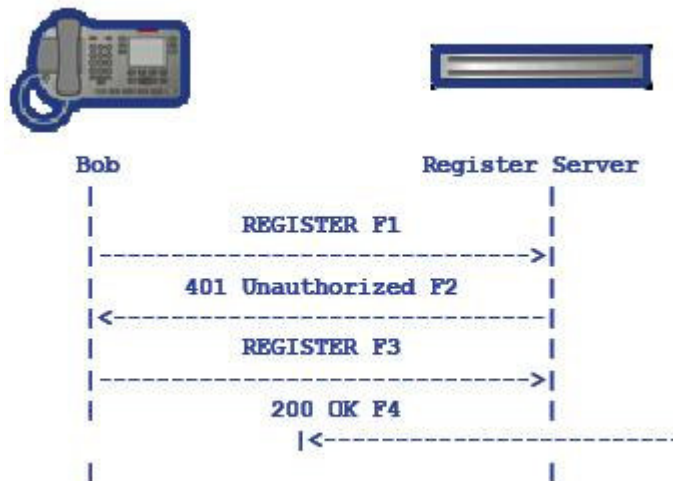 Bob Register Server
REGISTER F1
401 Unauthorized F2
REGISTER F3
200 OK F4